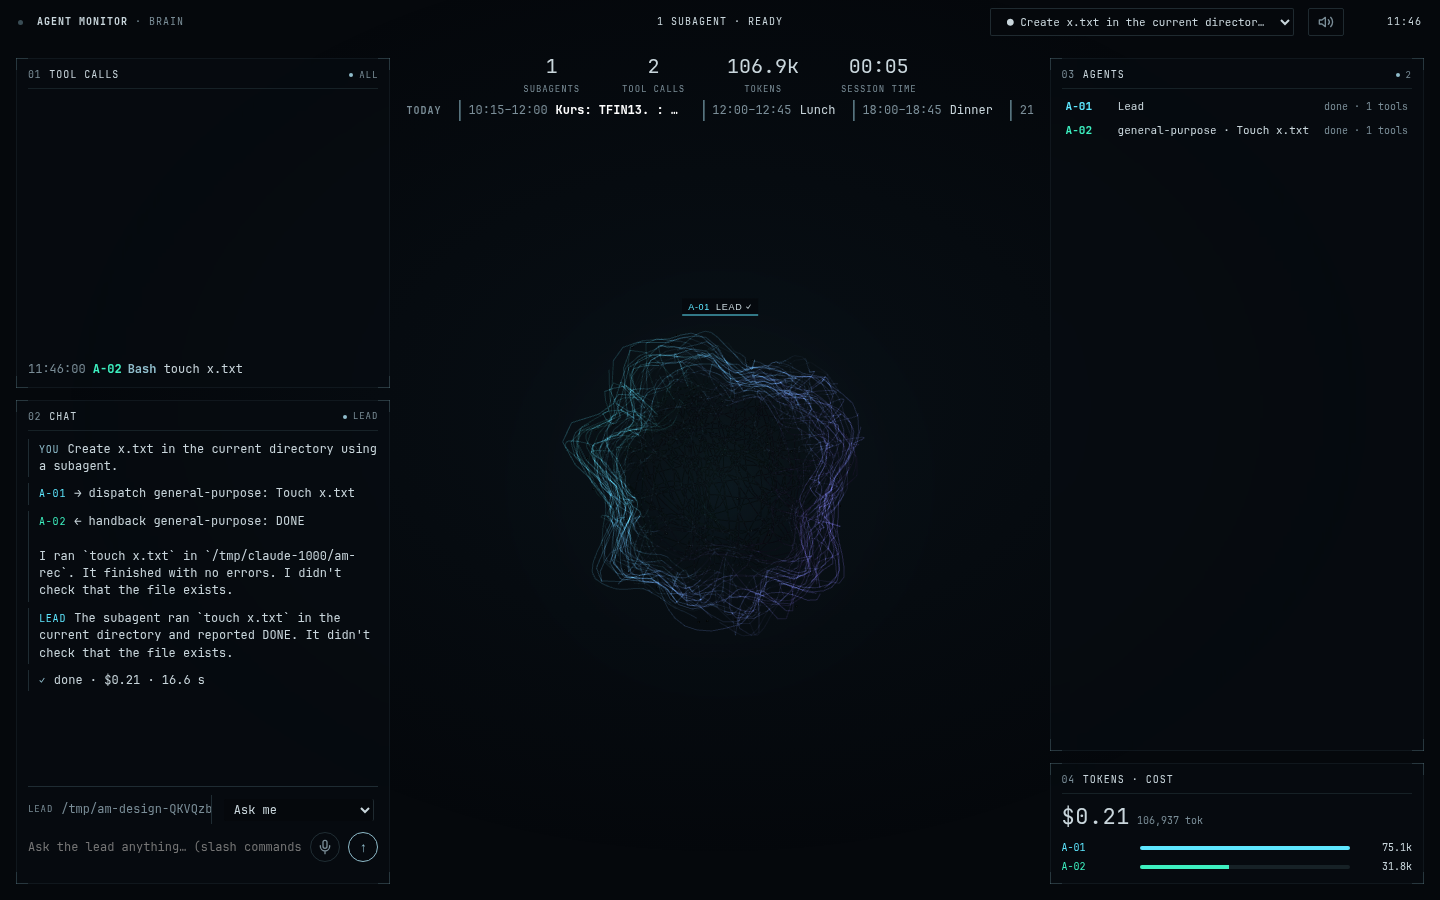 AGENT MONITOR · BRAIN
1 SUBAGENT · READY
● Create x.txt in the current director…
11:46
01 TOOL CALLS
● ALL
11:46:00 A-02 Bash touch x.txt
02 CHAT
● LEAD
YOU Create x.txt in the current directory using
a subagent.
A-01 → dispatch general-purpose: Touch x.txt
A-02 ← handback general-purpose: DONE
I ran `touch x.txt` in `/tmp/claude-1000/am-
rec`. It finished with no errors. I didn't
check that the file exists.
LEAD The subagent ran `touch x.txt` in the
current directory and reported DONE. It didn't
check that the file exists.
✓ done · $0.21 · 16.6 s
LEAD /tmp/am-design-QKVQzb
Ask me
Ask the lead anything… (slash commands
↑
1
SUBAGENTS
2
TOOL CALLS
106.9k
TOKENS
00:05
SESSION TIME
TODAY
10:15–12:00 Kurs: TFIN13. : …
12:00–12:45 Lunch
18:00–18:45 Dinner
21
A-01 LEAD ✓
03 AGENTS
● 2
A-01 Lead done · 1 tools
A-02 general-purpose · Touch x.txt done · 1 tools
04 TOKENS · COST
$0.21 106,937 tok
A-01 75.1k
A-02 31.8k